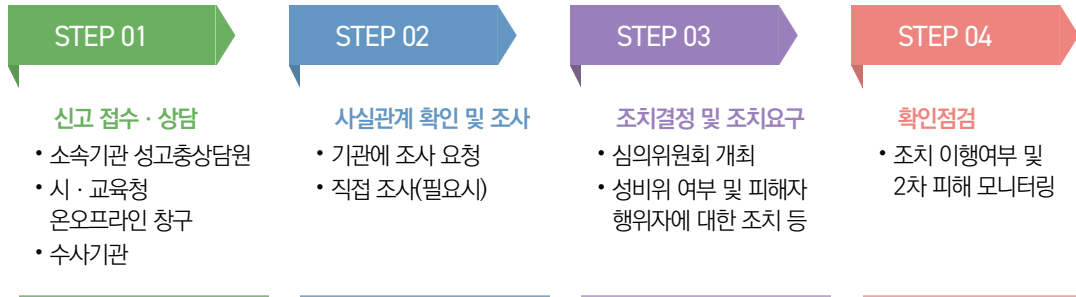 STEP 01
신고 접수 · 상담
• 소속기관 성고충상담원
• 시 · 교육청
온오프라인 창구
• 수사기관
STEP 02
사실관계 확인 및 조사
• 기관에 조사 요청
• 직접 조사(필요시)
STEP 03
조치결정 및 조치요구
• 심의위원회 개최
• 성비위 여부 및 피해자
행위자에 대한 조치 등
STEP 04
확인점검
• 조치 이행여부 및
2차 피해 모니터링